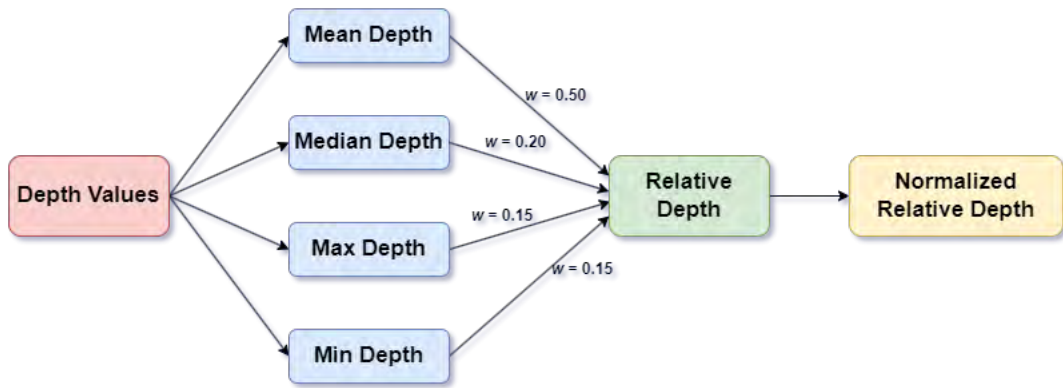 Mean Depth
w = 0.50
Median Depth
w = 0.20
Depth Values
Relative
Depth
Normalized
Relative Depth
w = 0.15
Max Depth
w = 0.15
Min Depth